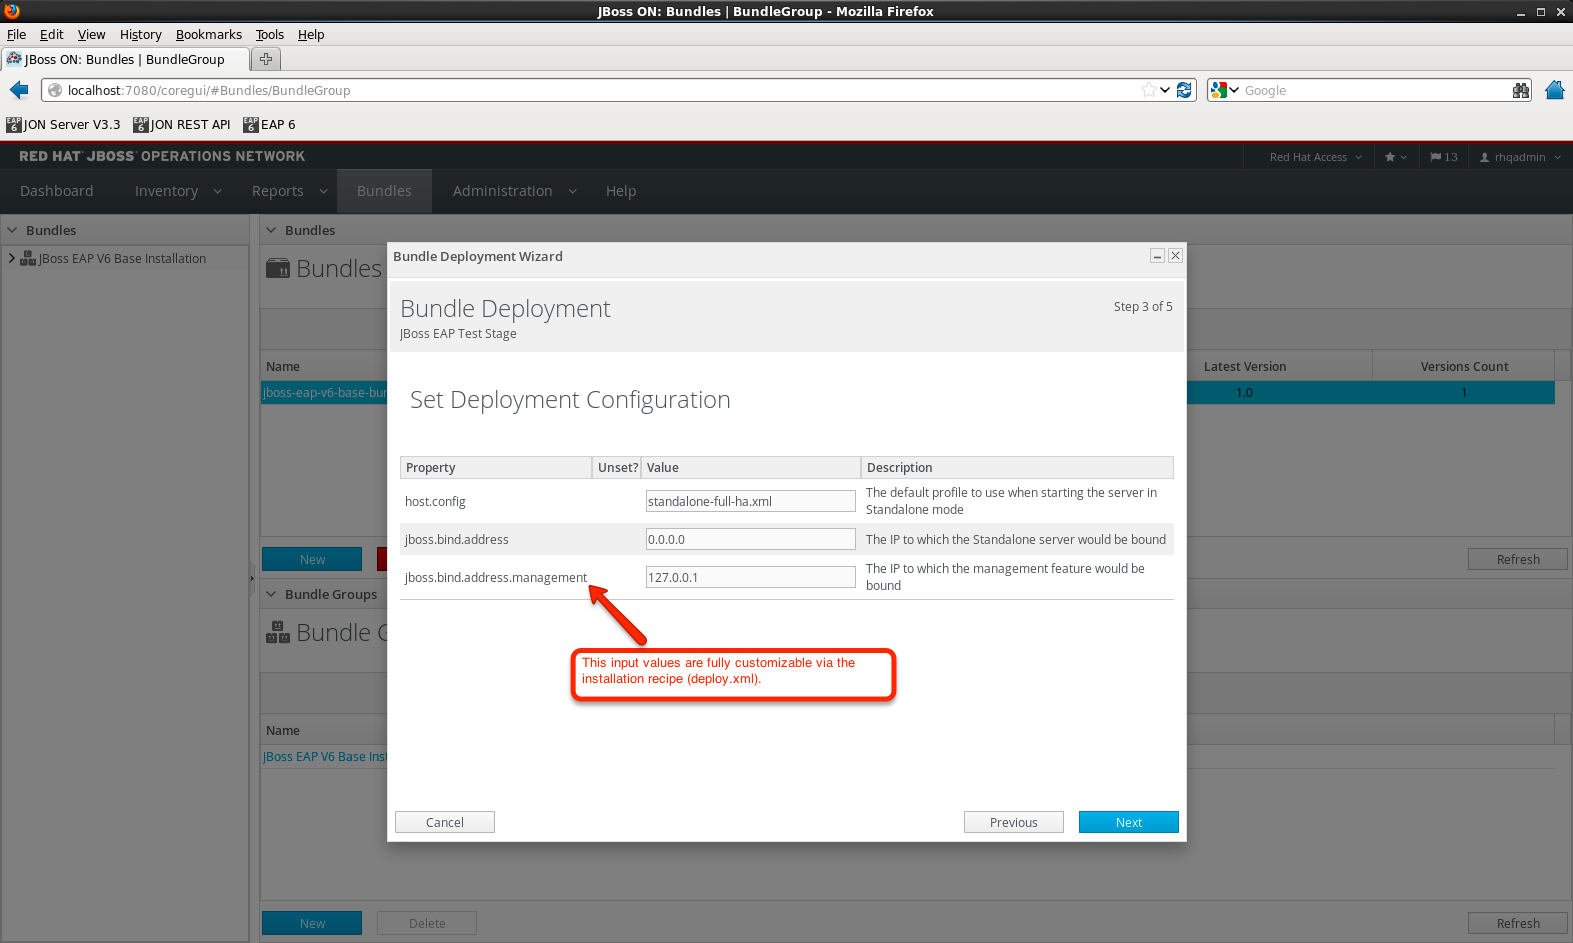 JBoss ON: Bundles | BundleGroup - Mozilla Firefox
File Edit View History Bookmarks Tools Help
JBoss ON: Bundles | BundleGroup
localhost:7080/coregui/#Bundles/BundleGroup
Google
EAP 6 JON Server V3.3 EAP 6 JON REST API EAP 6 EAP 6
RED HAT JBOSS OPERATIONS NETWORK
Red Hat Access 13 rhqadmin
Dashboard Inventory Reports Bundles Administration Help
Bundles
JBoss EAP V6 Base Installation
Bundles
Bundles
Name Latest Version Versions Count
jboss-eap-v6-base-bun 1.0 1
New Refresh
Bundle Groups
Bundle G
Name
JBoss EAP V6 Base Inst
New Delete Refresh
Bundle Deployment Wizard
Bundle Deployment
Step 3 of 5
JBoss EAP Test Stage
Set Deployment Configuration
Property Unset? Value Description
host.config standalone-full-ha.xml The default profile to use when starting the server in
Standalone mode
jboss.bind.address 0.0.0.0 The IP to which the Standalone server would be bound
jboss.bind.address.management 127.0.0.1 The IP to which the management feature would be
bound
This input values are fully customizable via the
installation recipe (deploy.xml).
Cancel Previous Next